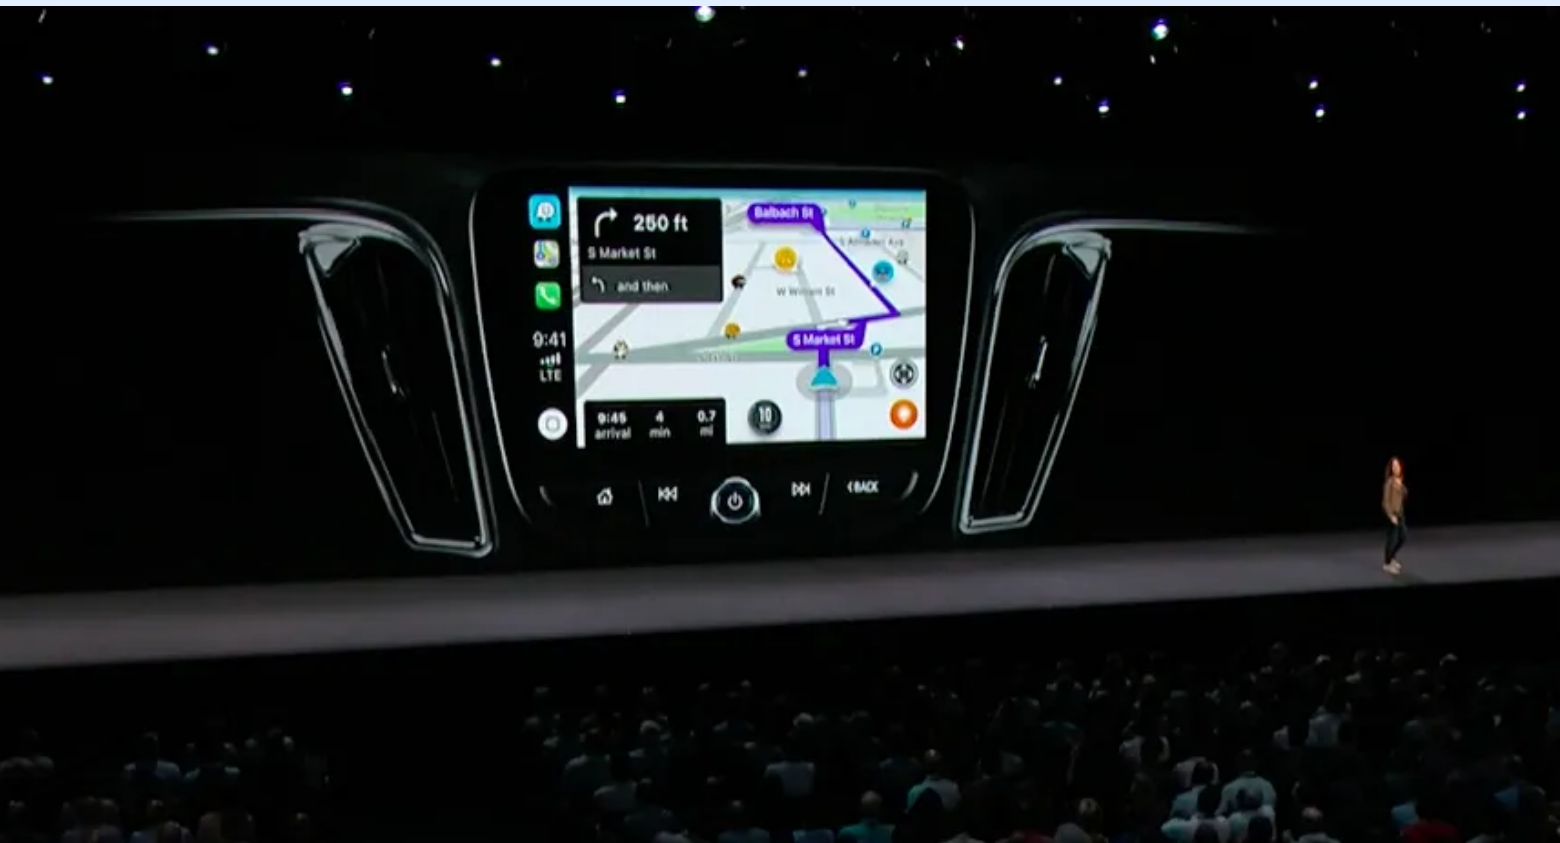 Balbach St
250 ft
S Market St
and then
W William St
S Market St
9:41
LTE
9:45 4 0.7
arrival min mi
10
BACK